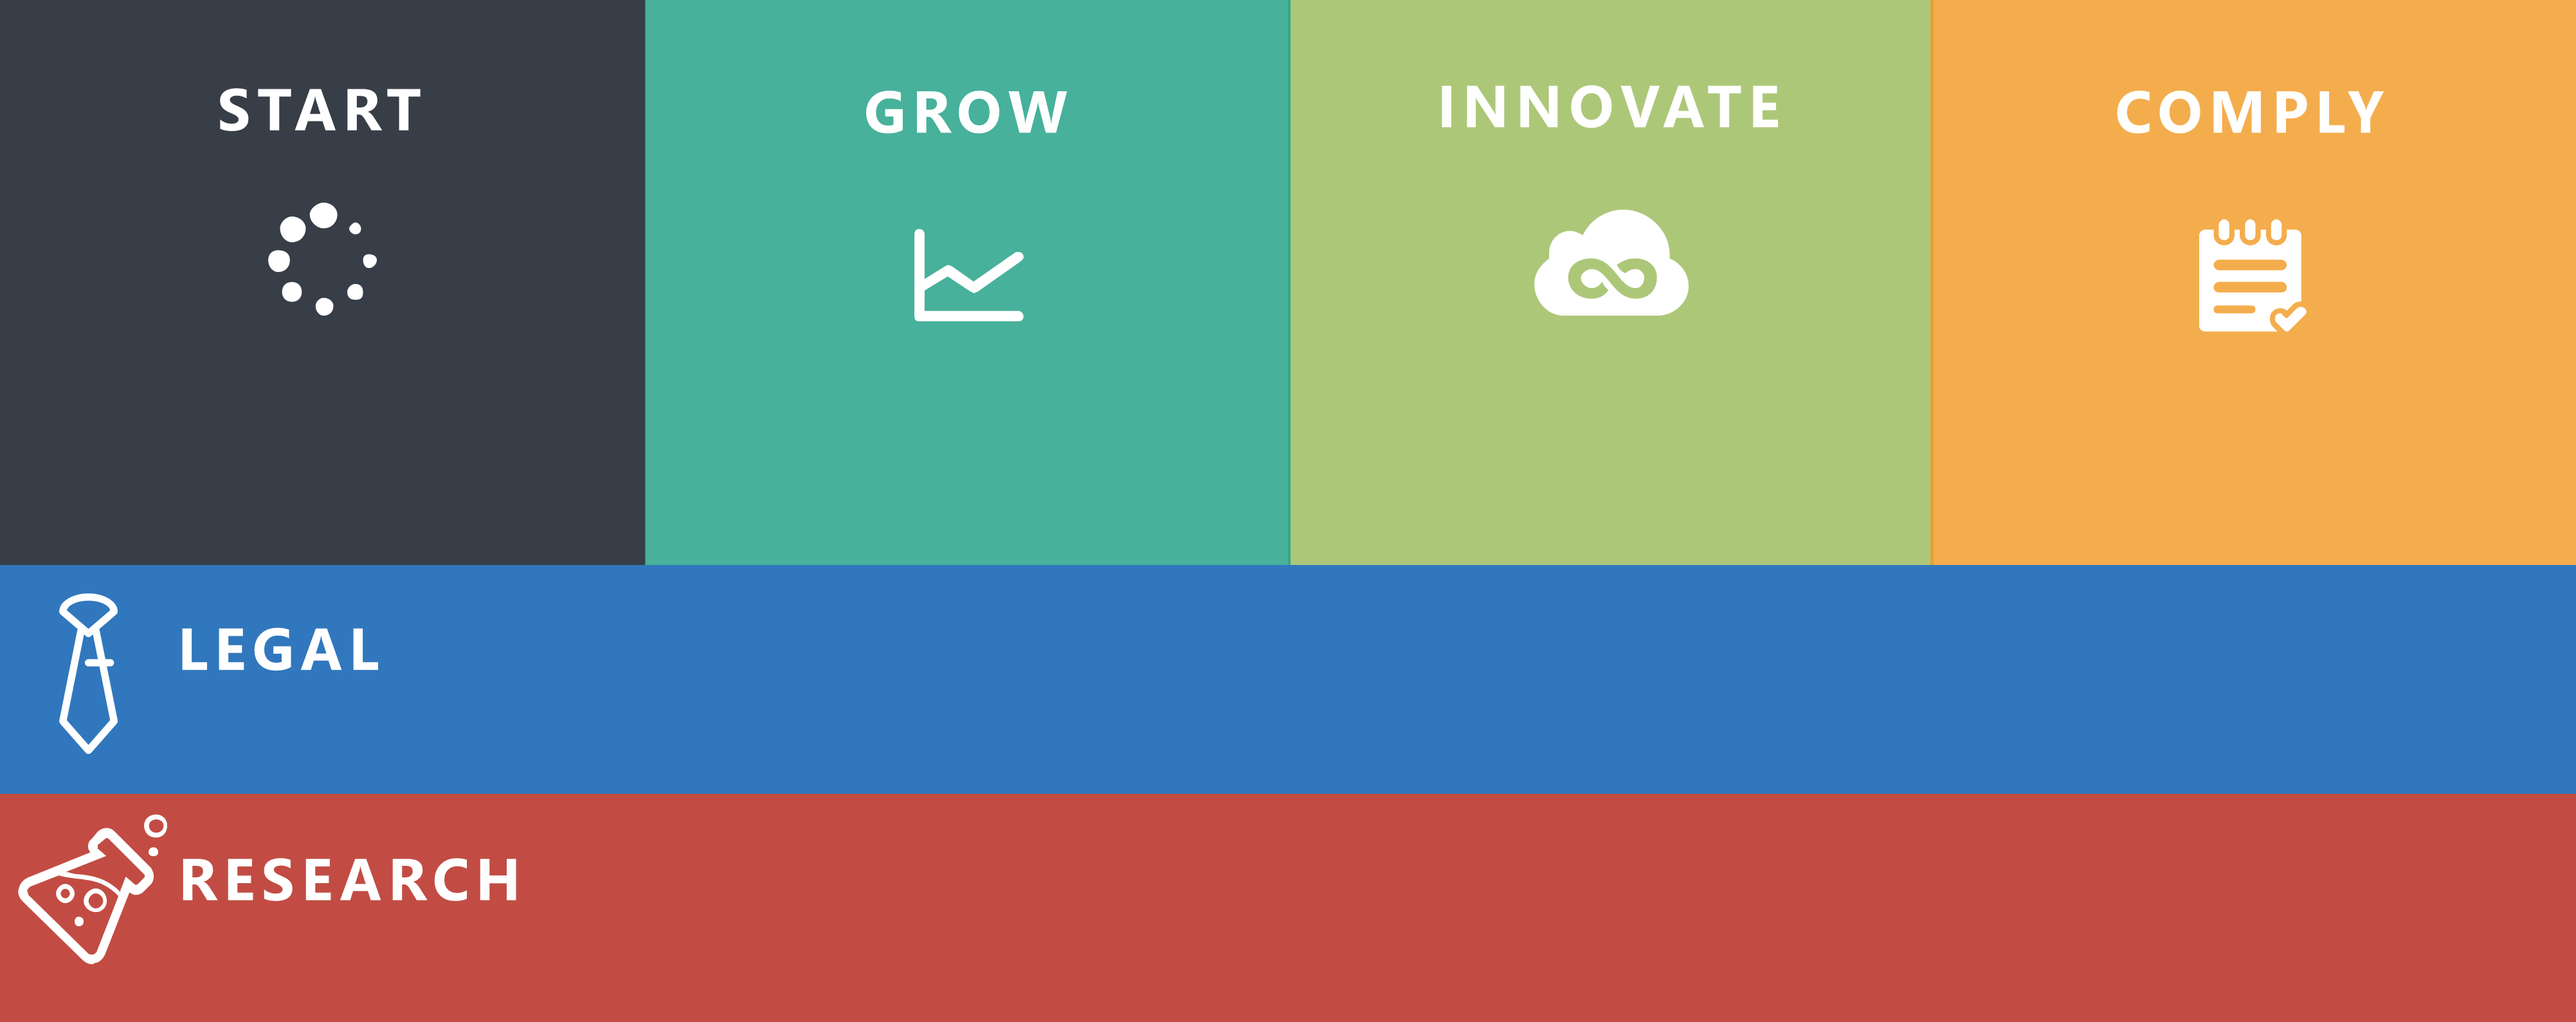 START
GROW
INNOVATE
COMPLY
LEGAL
RESEARCH